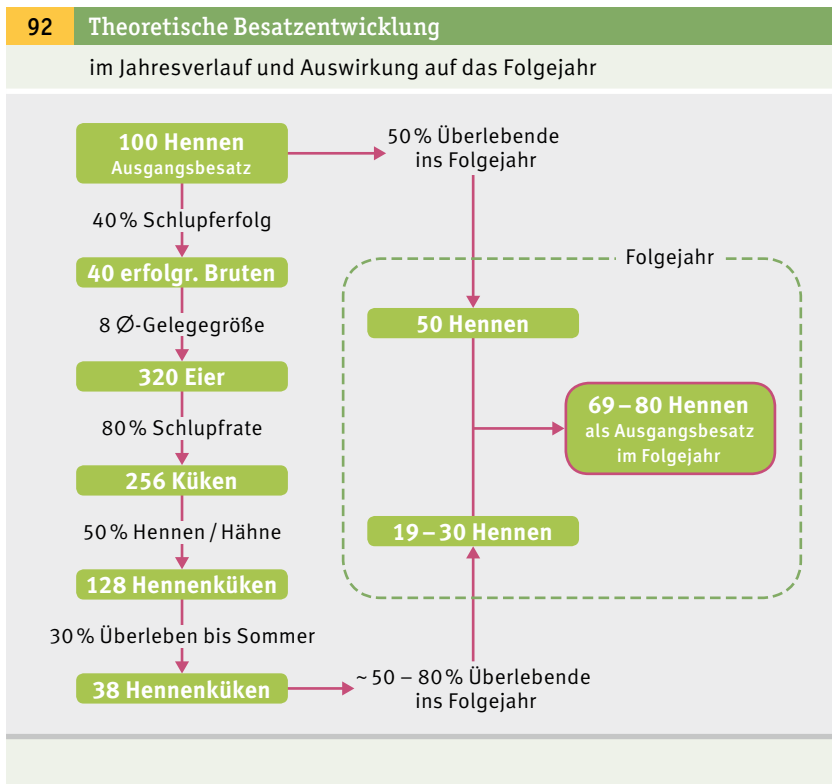 92 Theoretische Besatzentwicklung
im Jahresverlauf und Auswirkung auf das Folgejahr
100 Hennen
Ausgangsbesatz
50 % Überlebende
ins Folgejahr
40 % Schlupferfolg
Folgejahr
40 erfolgr. Bruten
50 Hennen
8 Ø-Gelegegröße
320 Eier
69 – 80 Hennen
als Ausgangsbesatz
im Folgejahr
80 % Schlupfrate
256 Küken
19 – 30 Hennen
50 % Hennen / Hähne
128 Hennenküken
30 % Überleben bis Sommer
38 Hennenküken
~ 50 – 80 % Überlebende
ins Folgejahr